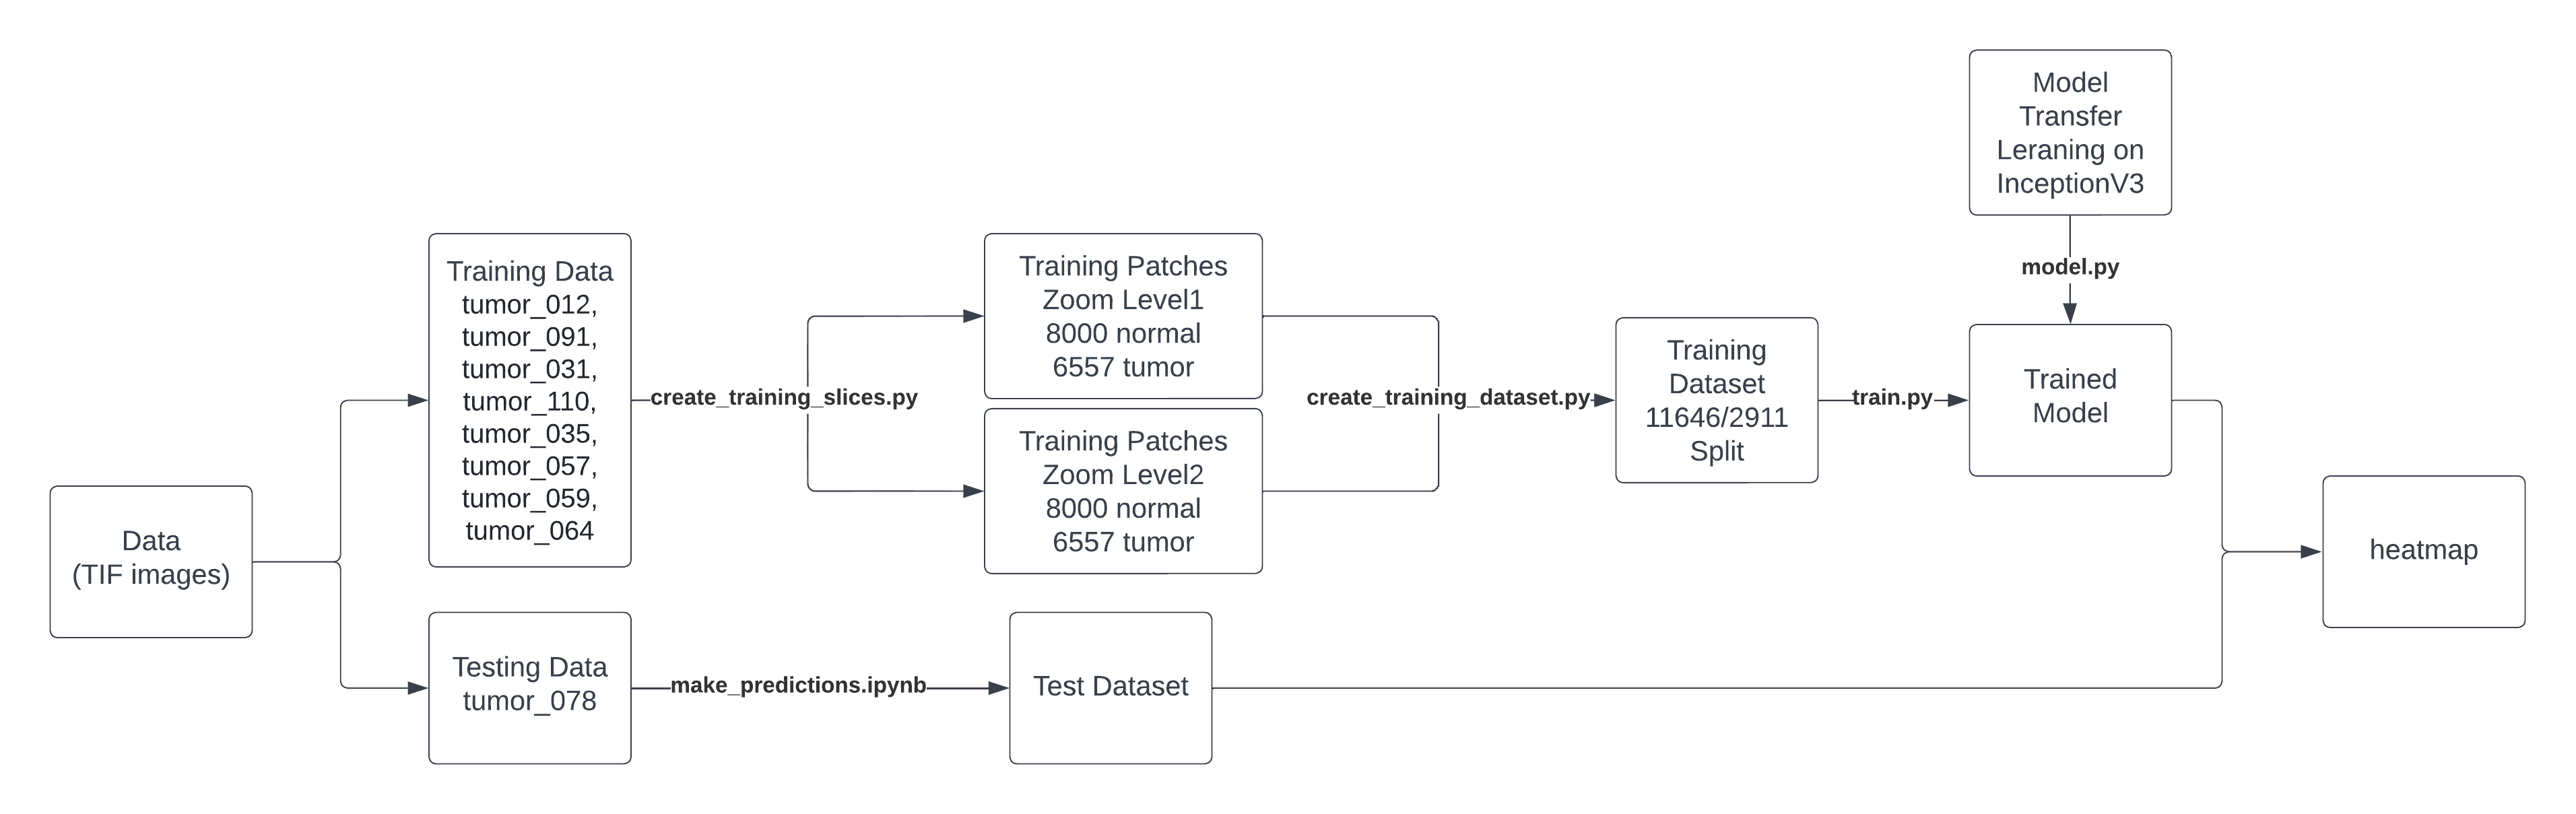 Data
(TIF images)
Training Data
tumor_012,
tumor_091,
tumor_031,
tumor_110,
tumor_035,
tumor_057,
tumor_059,
tumor_064
Testing Data
tumor_078
create_training_slices.py
make_predictions.ipynb
Training Patches
Zoom Level1
8000 normal
6557 tumor
Training Patches
Zoom Level2
8000 normal
6557 tumor
Test Dataset
create_training_dataset.py
Training
Dataset
11646/2911
Split
train.py
Model
Transfer
Leraning on
InceptionV3
model.py
Trained
Model
heatmap